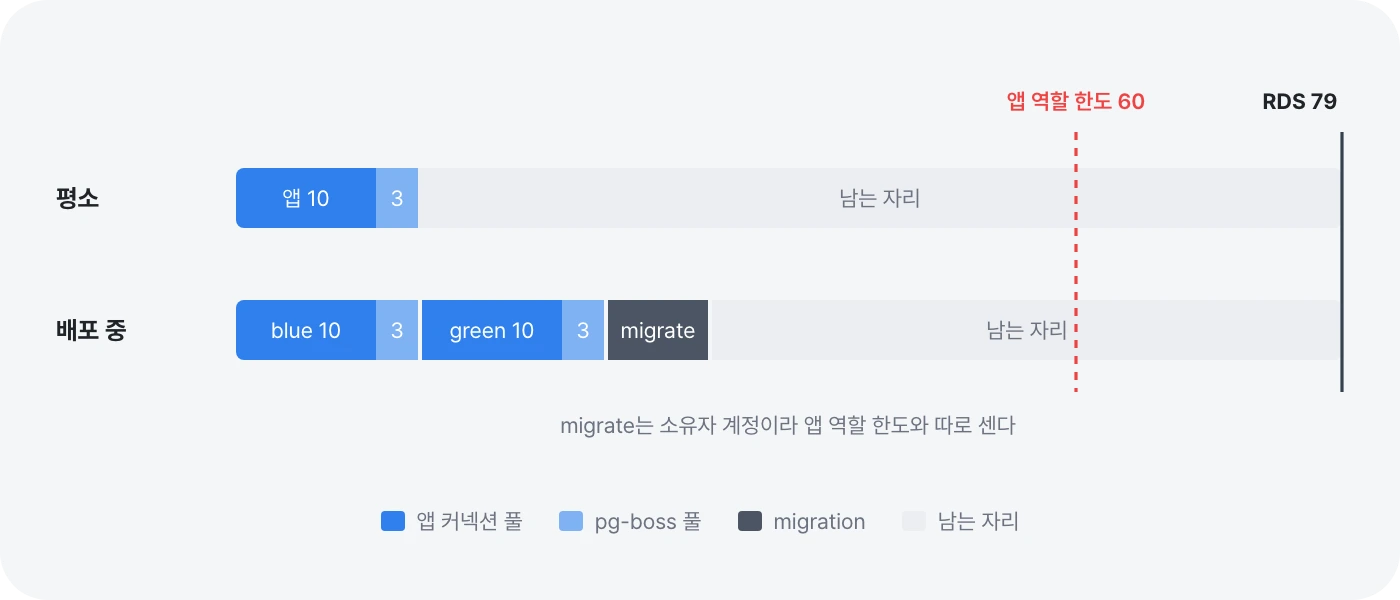 앱 역할 한도 60
RDS 79
평소
앱 10
3
남는 자리
배포 중
blue 10
3
green 10
3
migrate
남는 자리
migrate는 소유자 계정이라 앱 역할 한도와 따로 센다
앱 커넥션 풀
pg-boss 풀
migration
남는 자리